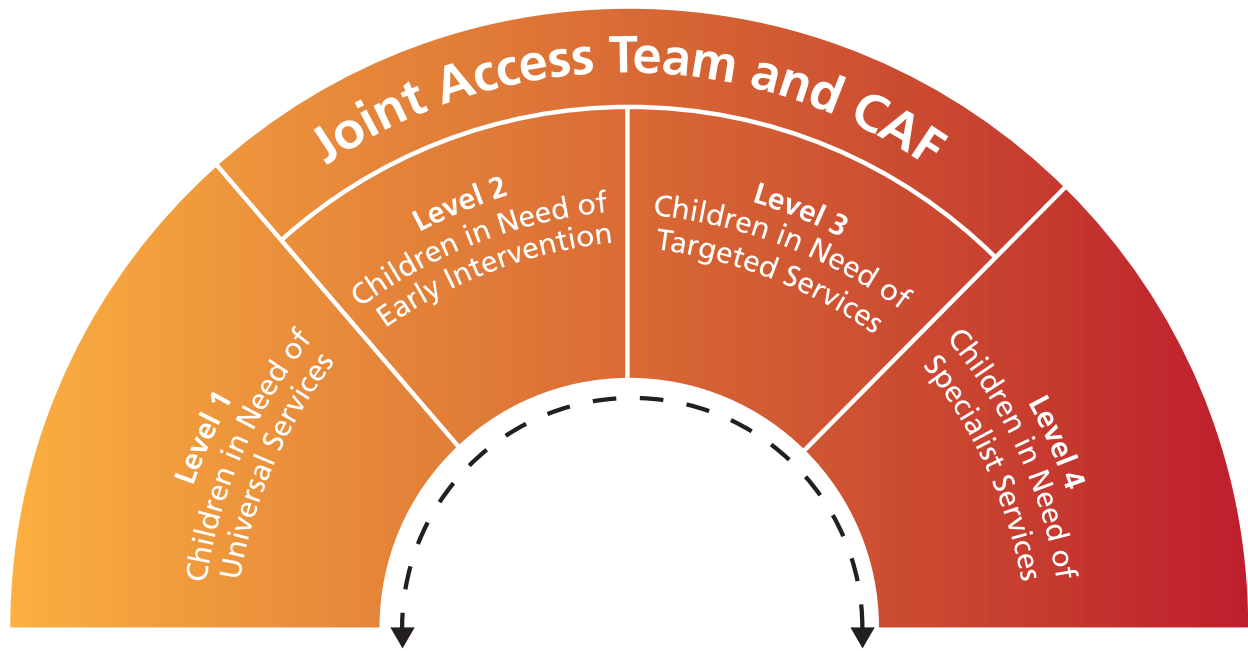 Joint Access Team and CAF
Level 1
Children in Need of
Universal Services
Level 2
Children in Need of
Early Intervention
Level 3
Children in Need of
Targeted Services
Level 4
Children in Need of
Specialist Services